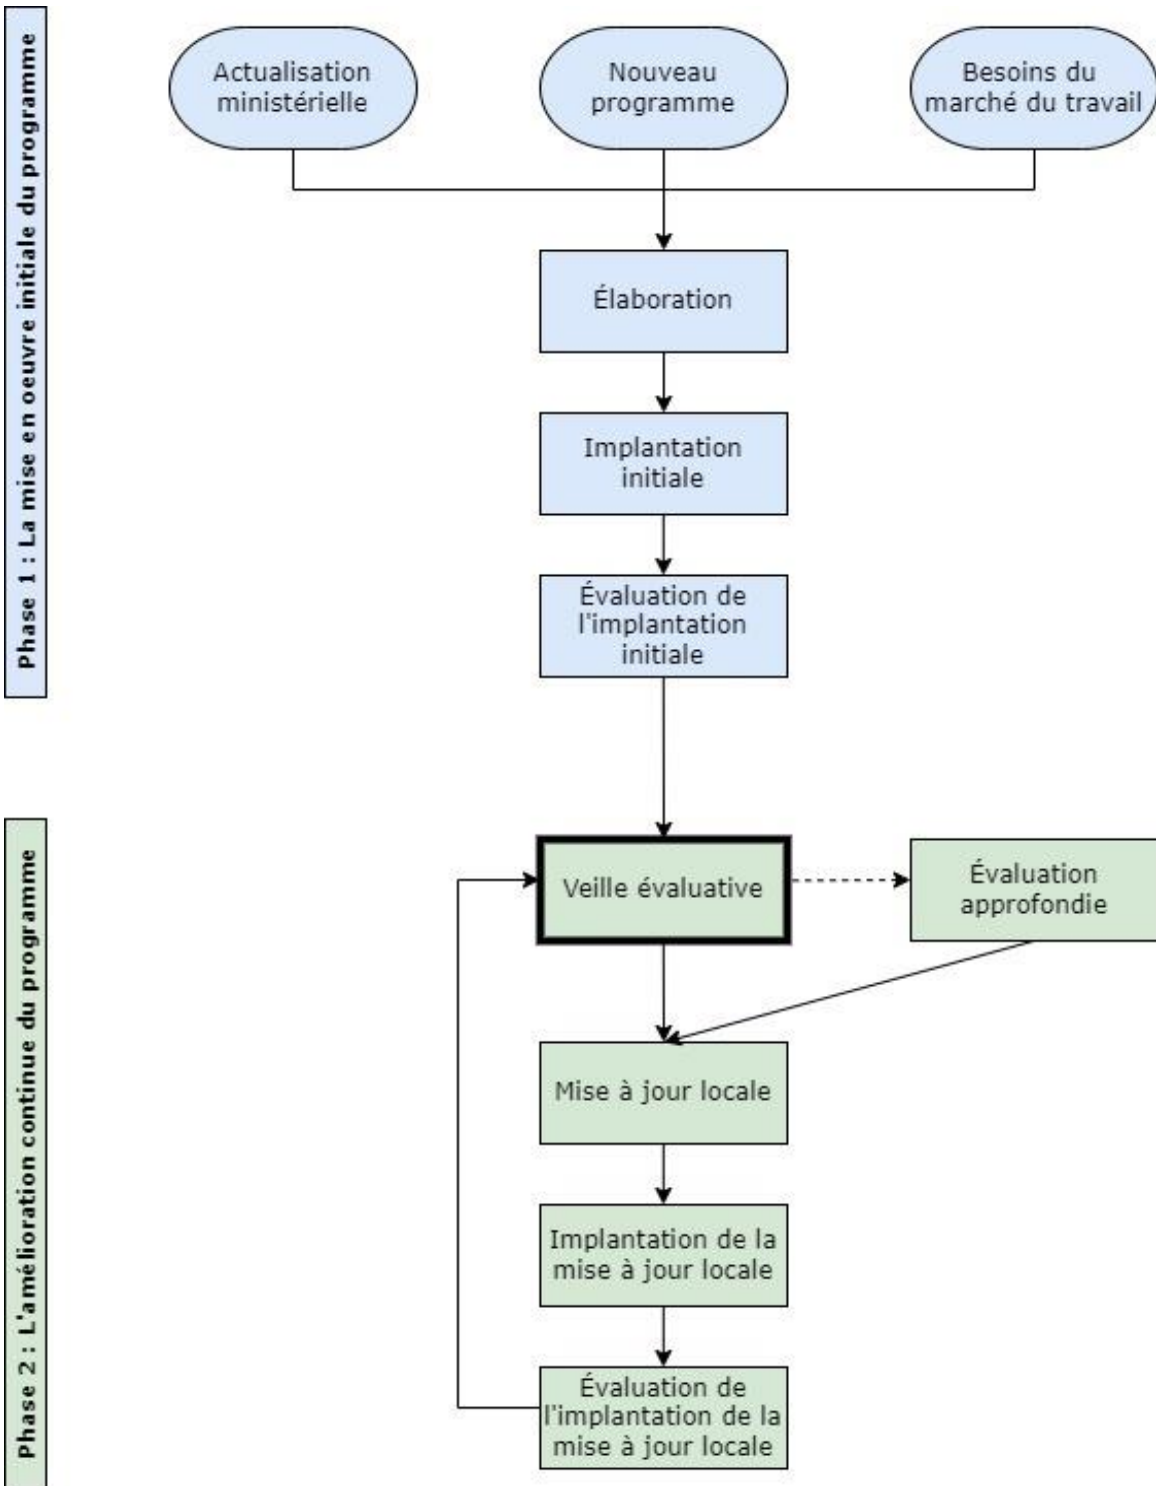 Phase 1 : La mise en oeuvre initiale du programme
Actualisation
ministérielle
Nouveau
programme
Besoins du
marché du travail
Élaboration
Implantation
initiale
Évaluation de
l'implantation
initiale
Phase 2 : L'amélioration continue du programme
Veille évaluative
Évaluation
approfondie
Mise à jour locale
Implantation de la
mise à jour locale
Évaluation de
l'implantation de la
mise à jour locale